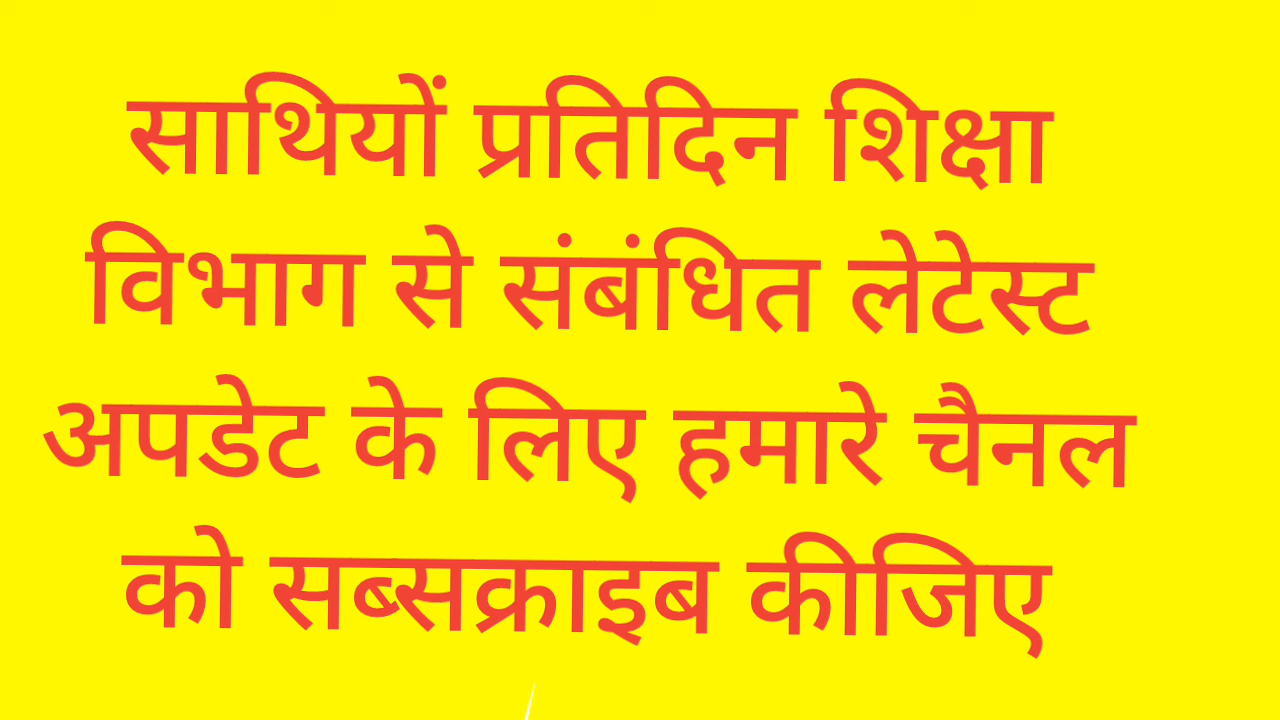 साथियों प्रतिदिन शिक्षा
विभाग से संबंधित लेटेस्ट
अपडेट के लिए हमारे चैनल
को सब्सक्राइब कीजिए